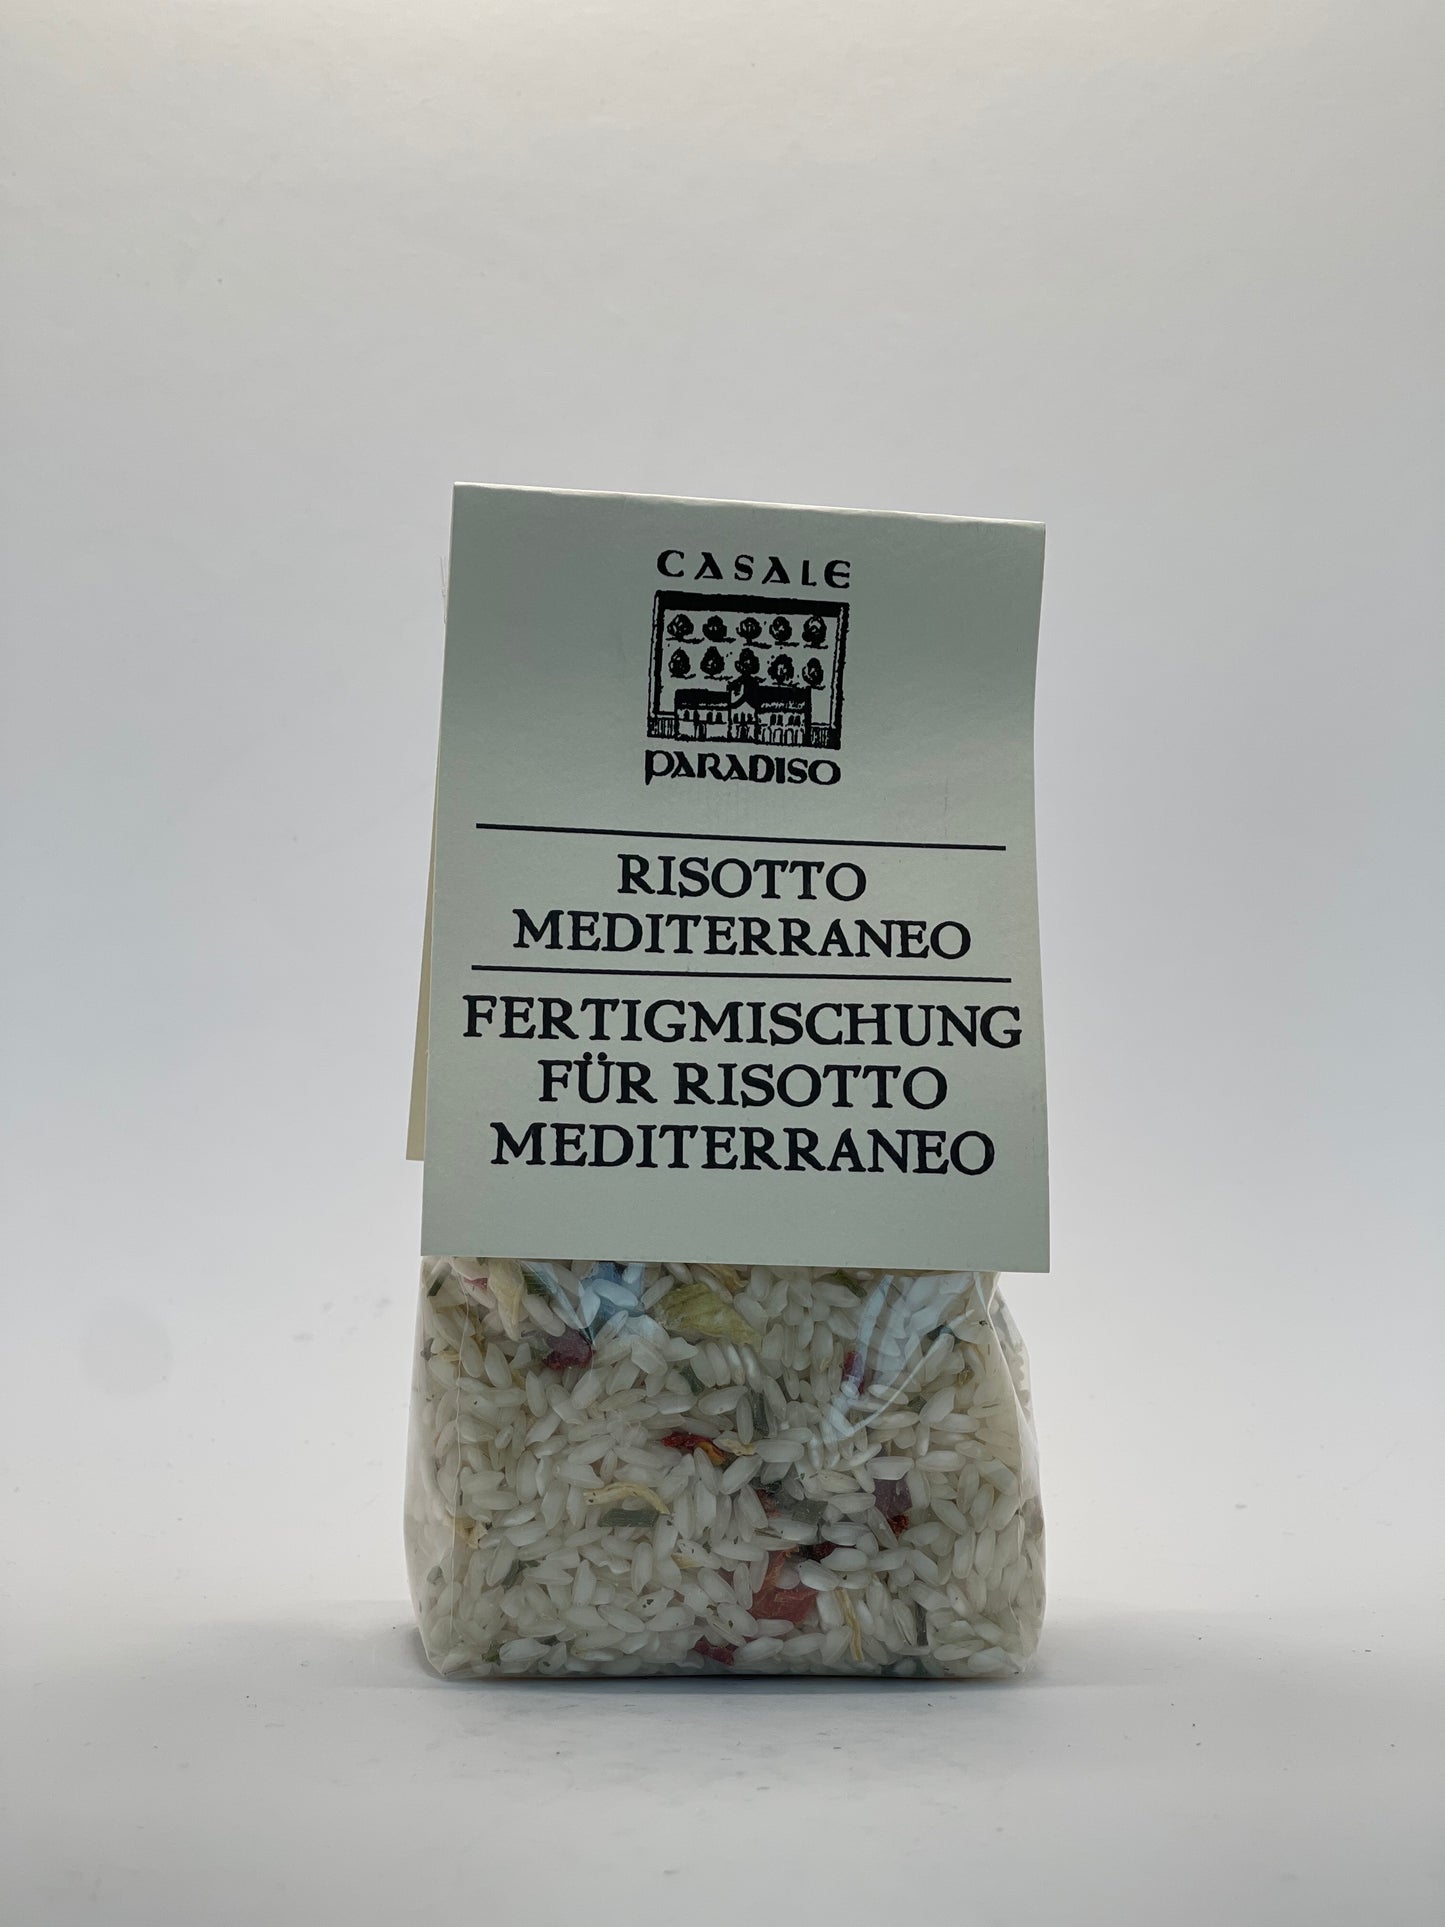 CASALE
PARADISO
RISOTTO
MEDITERRANEO
FERTIGMISCHUNG
FÜR RISOTTO
MEDITERRANEO